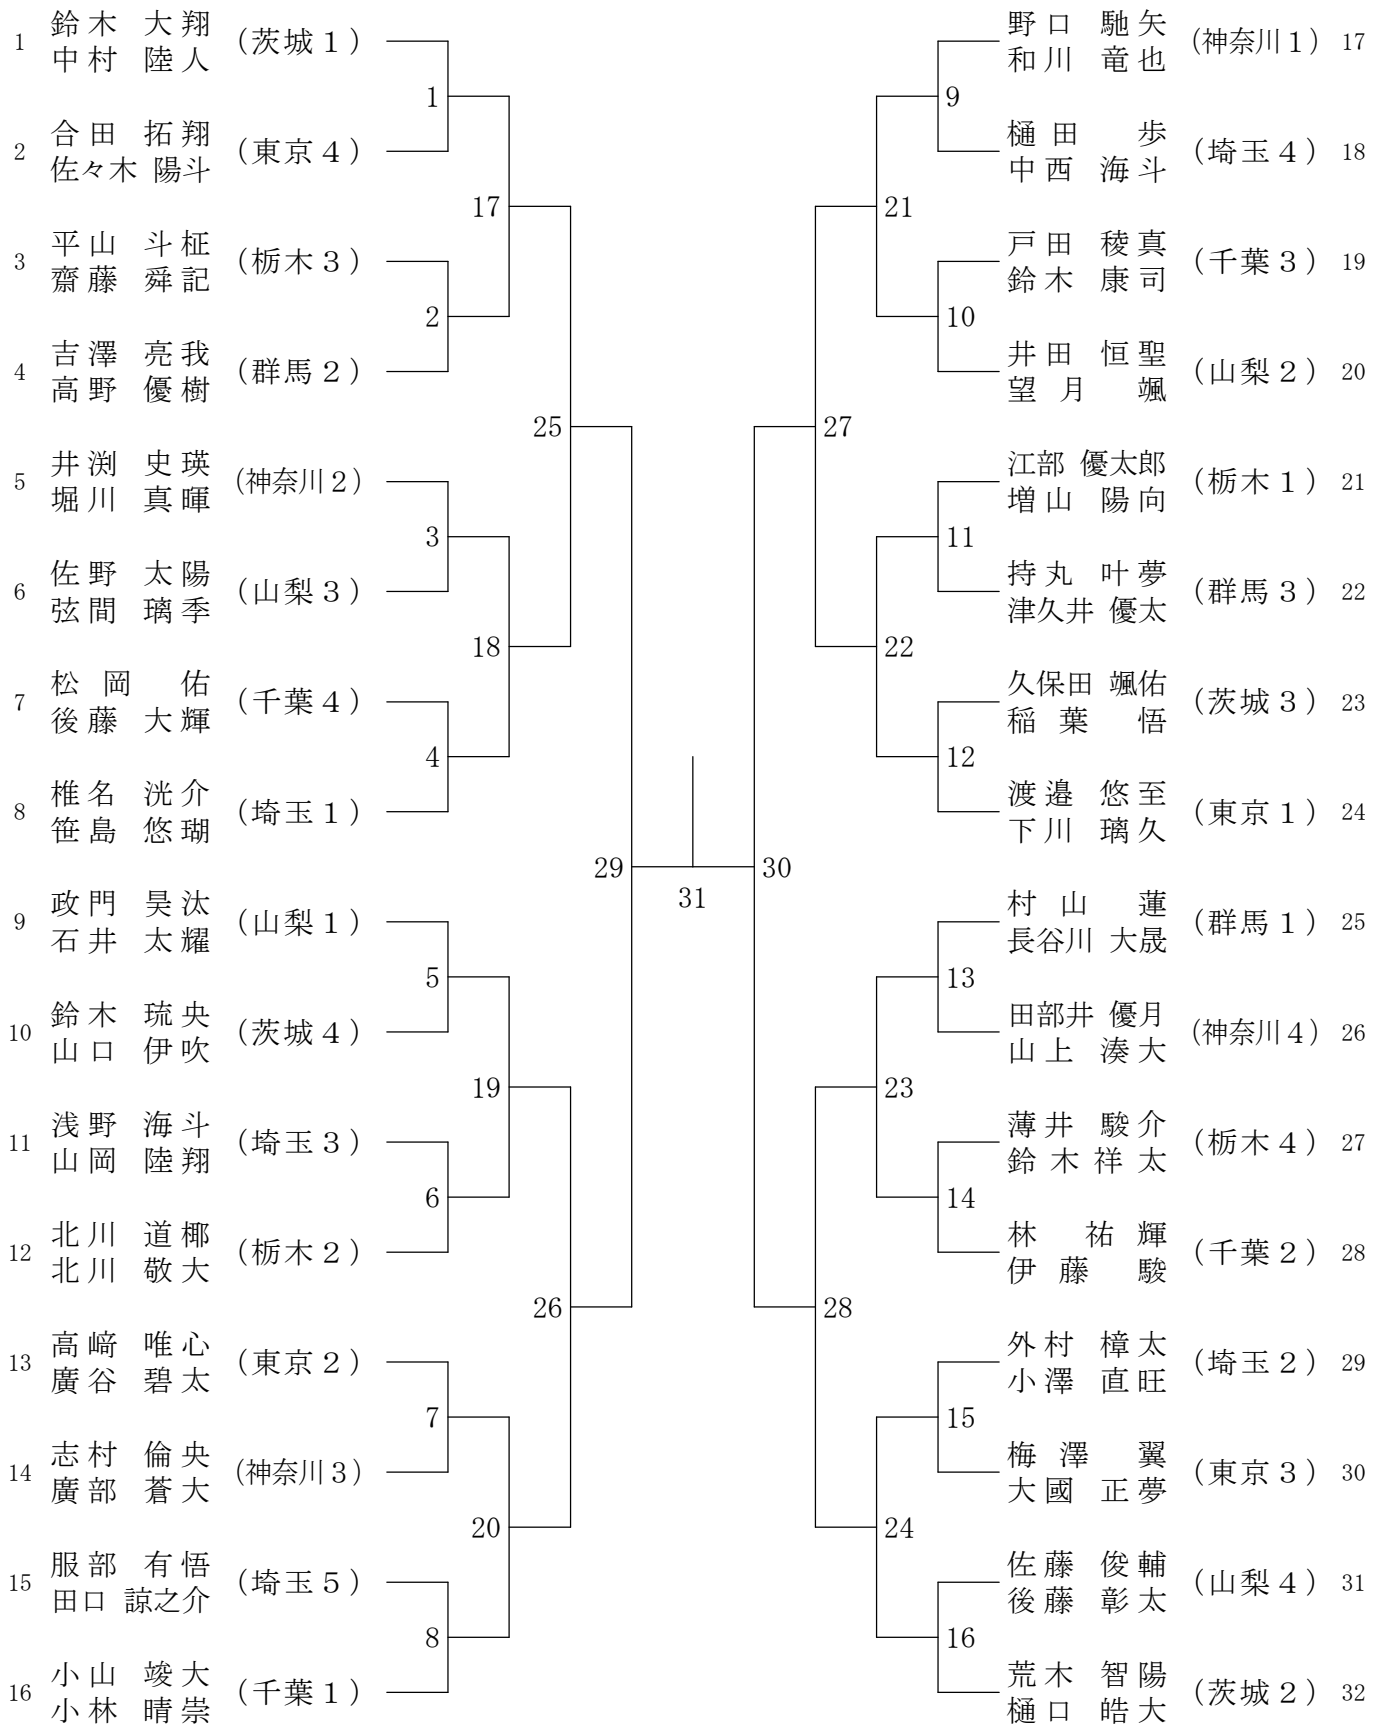 1 鈴木 大翔 (茨城1)
中村 陸人
2 合田 拓翔 (東京4)
佐々木 陽斗
3 平山 斗柾 (栃木3)
齋藤 舜記
4 吉澤 亮我 (群馬2)
高野 優樹
5 井渕 史瑛 (神奈川2)
堀川 真暉
6 佐野 太陽 (山梨3)
弦間 璃季
7 松岡 佑 (千葉4)
後藤 大輝
8 椎名 洸介 (埼玉1)
笹島 悠瑚
9 政門 昊汰 (山梨1)
石井 太耀
10 鈴木 琉央 (茨城4)
山口 伊吹
11 浅野 海斗 (埼玉3)
山岡 陸翔
12 北川 道椰 (栃木2)
北川 敬大
13 高﨑 唯心 (東京2)
廣谷 碧太
14 志村 倫央 (神奈川3)
廣部 蒼大
15 服部 有悟 (埼玉5)
田口 諒之介
16 小山 竣大 (千葉1)
小林 晴崇
1
2
3
4
5
6
7
8
17
18
19
20
25
26
29
31
30
27
28
21
22
23
24
9
10
11
12
13
14
15
16
野口 馳矢 (神奈川1) 17
和川 竜也
樋田 歩 (埼玉4) 18
中西 海斗
戸田 稜真 (千葉3) 19
鈴木 康司
井田 恒聖 (山梨2) 20
望月 颯
江部 優太郎 (栃木1) 21
増山 陽向
持丸 叶夢 (群馬3) 22
津久井 優太
久保田 颯佑 (茨城3) 23
稲葉 悟
渡邉 悠至 (東京1) 24
下川 璃久
村山 蓮 (群馬1) 25
長谷川 大晟
田部井 優月 (神奈川4) 26
山上 湊大
薄井 駿介 (栃木4) 27
鈴木祥太
林 祐輝 (千葉2) 28
伊藤 駿
外村 樟太 (埼玉2) 29
小澤 直旺
梅澤 翼 (東京3) 30
大國 正夢
佐藤 俊輔 (山梨4) 31
後藤 彰太
荒木 智陽 (茨城2) 32
樋口 皓大